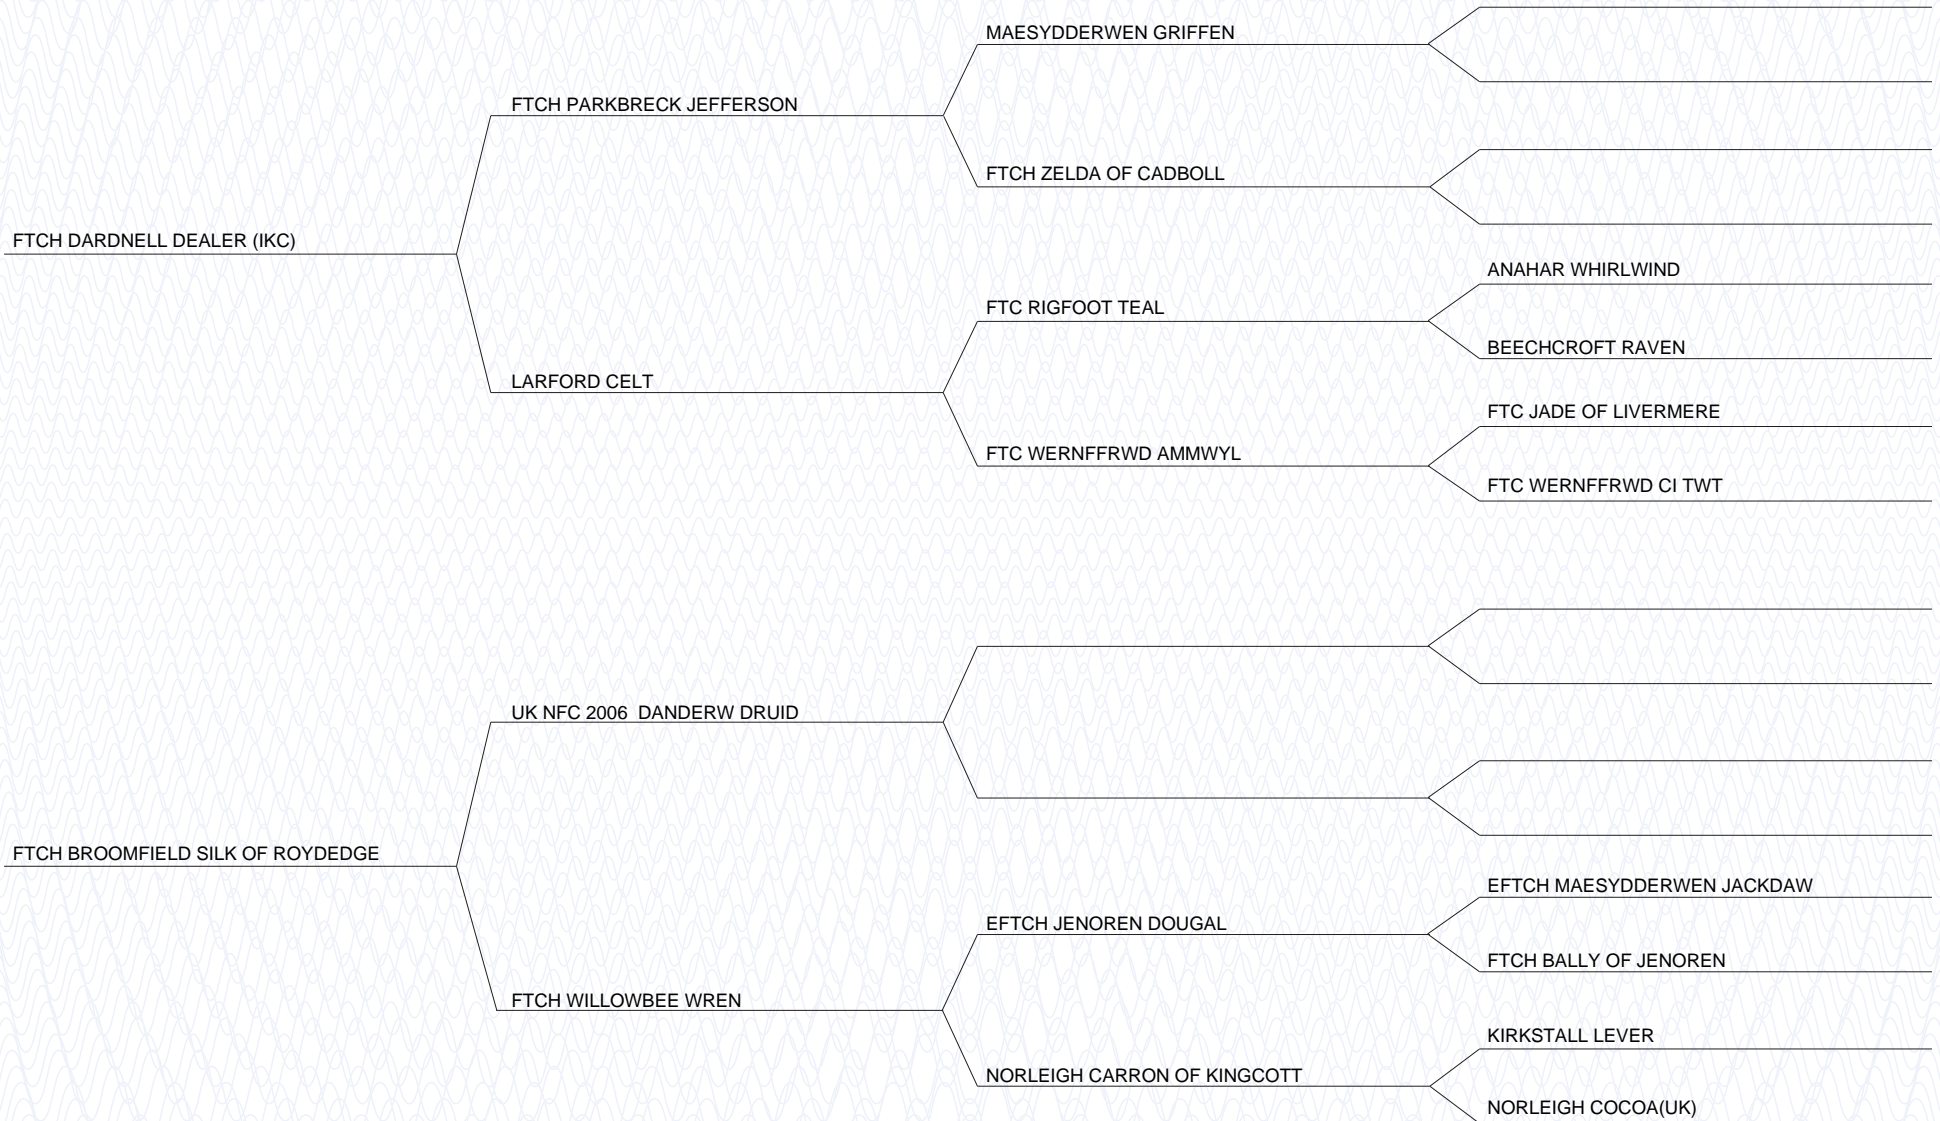 MAESYDDERWEN GRIFFEN
FTCH PARKBRECK JEFFERSON
FTCH ZELDA OF CADBOLL
FTCH DARDNELL DEALER (IKC)
ANAHAR WHIRLWIND
FTC RIGFOOT TEAL
BEECHCROFT RAVEN
LARFORD CELT
FTC JADE OF LIVERMERE
FTC WERNFFRWD AMMWYL
FTC WERNFFRWD CI TWT
UK NFC 2006  DANDERW DRUID
FTCH BROOMFIELD SILK OF ROYDEDGE
EFTCH MAESYDDERWEN JACKDAW
EFTCH JENOREN DOUGAL
FTCH BALLY OF JENOREN
FTCH WILLOWBEE WREN
KIRKSTALL LEVER
NORLEIGH CARRON OF KINGCOTT
NORLEIGH COCOA(UK)